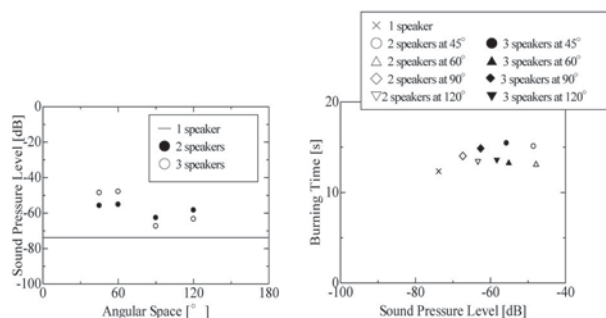 0
-20
-40
-60
-80
-100
0
60
120
180
Sound Pressure Level [dB]
Angular Space [°]
1 speaker
2 speakers
3 speakers
1 speaker
2 speakers at 45°
3 speakers at 45°
2 speakers at 60°
3 speakers at 60°
2 speakers at 90°
3 speakers at 90°
2 speakers at 120°
3 speakers at 120°
20
10
0
-100
-80
-60
-40
Burning Time [s]
Sound Pressure Level [dB]